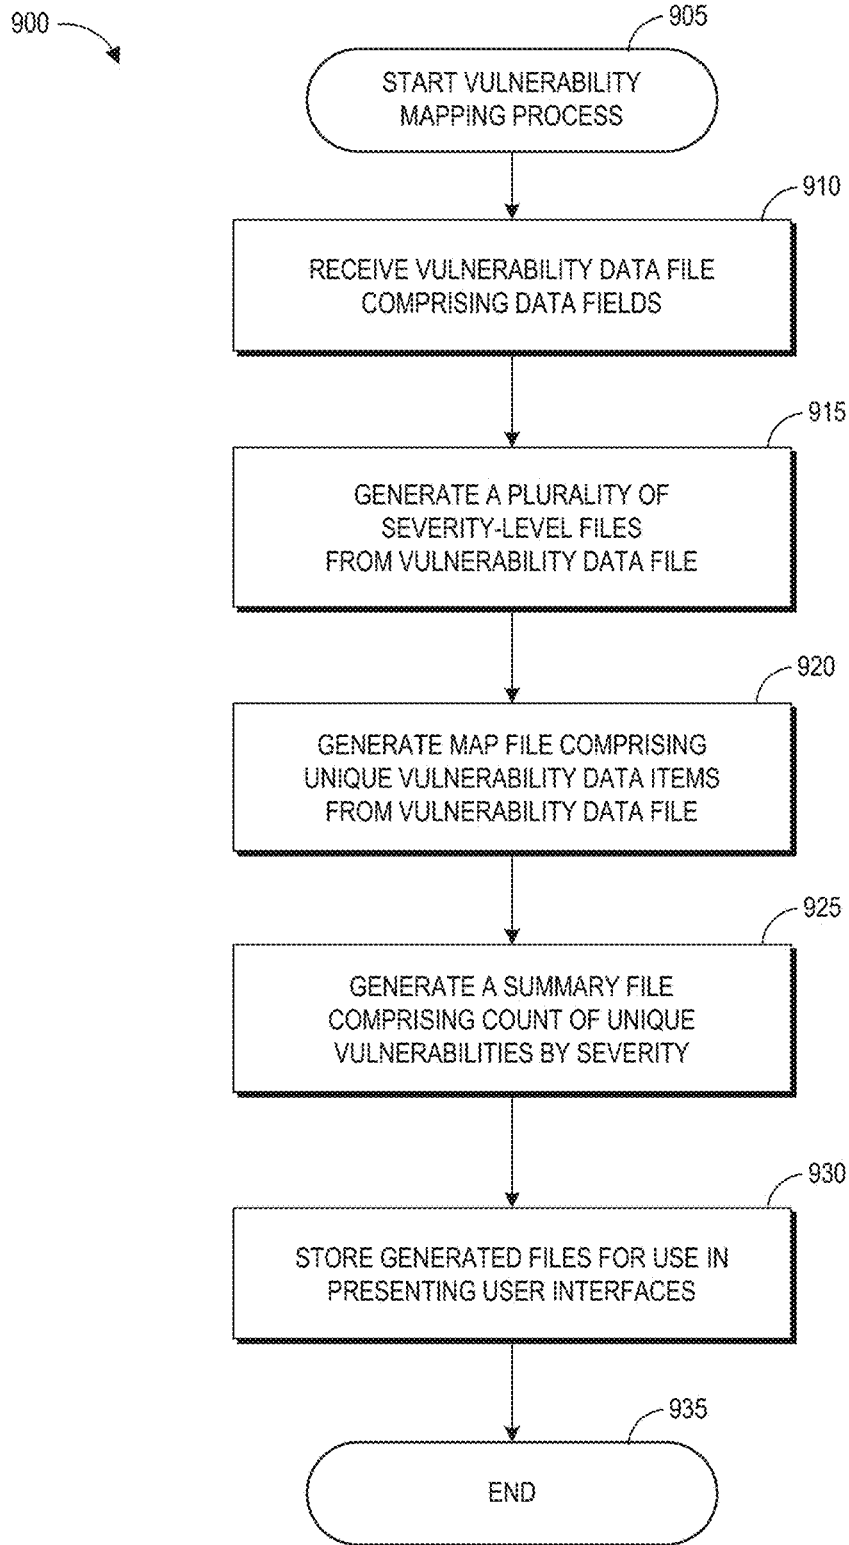 900
905
START VULNERABILITY
MAPPING PROCESS
910
RECEIVE VULNERABILITY DATA FILE
COMPRISING DATA FIELDS
915
GENERATE A PLURALITY OF
SEVERITY-LEVEL FILES
FROM VULNERABILITY DATA FILE
920
GENERATE MAP FILE COMPRISING
UNIQUE VULNERABILITY DATA ITEMS
FROM VULNERABILITY DATA FILE
925
GENERATE A SUMMARY FILE
COMPRISING COUNT OF UNIQUE
VULNERABILITIES BY SEVERITY
930
STORE GENERATED FILES FOR USE IN
PRESENTING USER INTERFACES
935
END